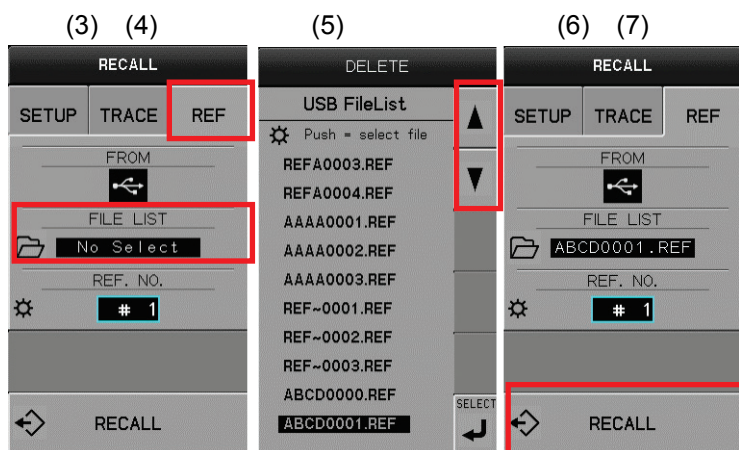 (3) (4)
RECALL
SETUP TRACE REF
FROM
FILE LIST
No Select
REF. NO.
# 1
RECALL
(5)
DELETE
USB FileList
Push = select file
REFA0003.REF
REFA0004.REF
AAAA0001.REF
AAAA0002.REF
AAAA0003.REF
REF~0001.REF
REF~0002.REF
REF~0003.REF
ABCD0000.REF
ABCD0001.REF
SELECT
(6) (7)
RECALL
SETUP TRACE REF
FROM
FILE LIST
ABCD0001.REF
REF. NO.
# 1
RECALL